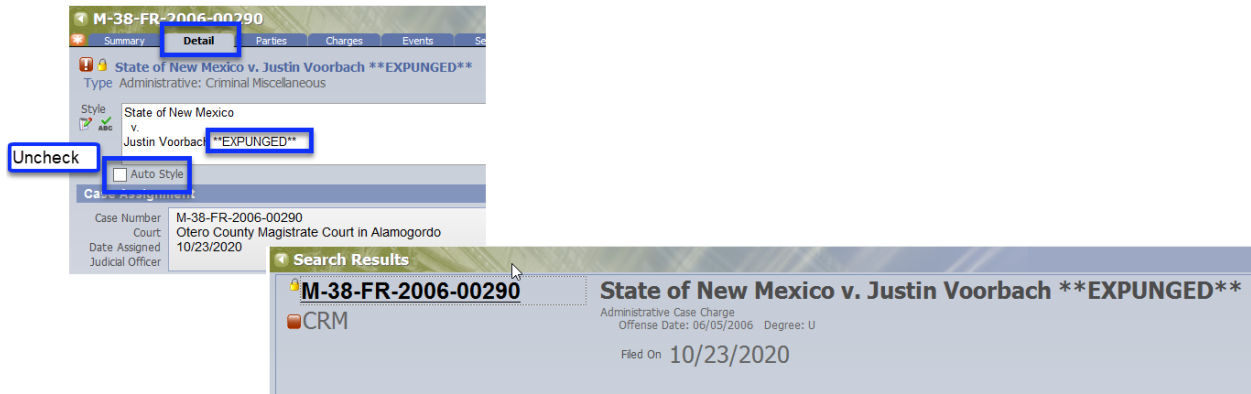 M-38-FR-2006-00290
Summary Detail Parties Charges Events Se
State of New Mexico v. Justin Voorbach **EXPUNGED**
Type Administrative: Criminal Miscellaneous
Style
ABC
State of New Mexico
v.
Justin Voorbach **EXPUNGED**
Uncheck
Auto Style
Case Assignment
Case Number M-38-FR-2006-00290
Court Otero County Magistrate Court in Alamogordo
Date Assigned 10/23/2020
Judicial Officer
Search Results
M-38-FR-2006-00290 State of New Mexico v. Justin Voorbach **EXPUNGED**
Administrative Case Charge
CRM
Offense Date: 06/05/2006 Degree: U
Filed On 10/23/2020